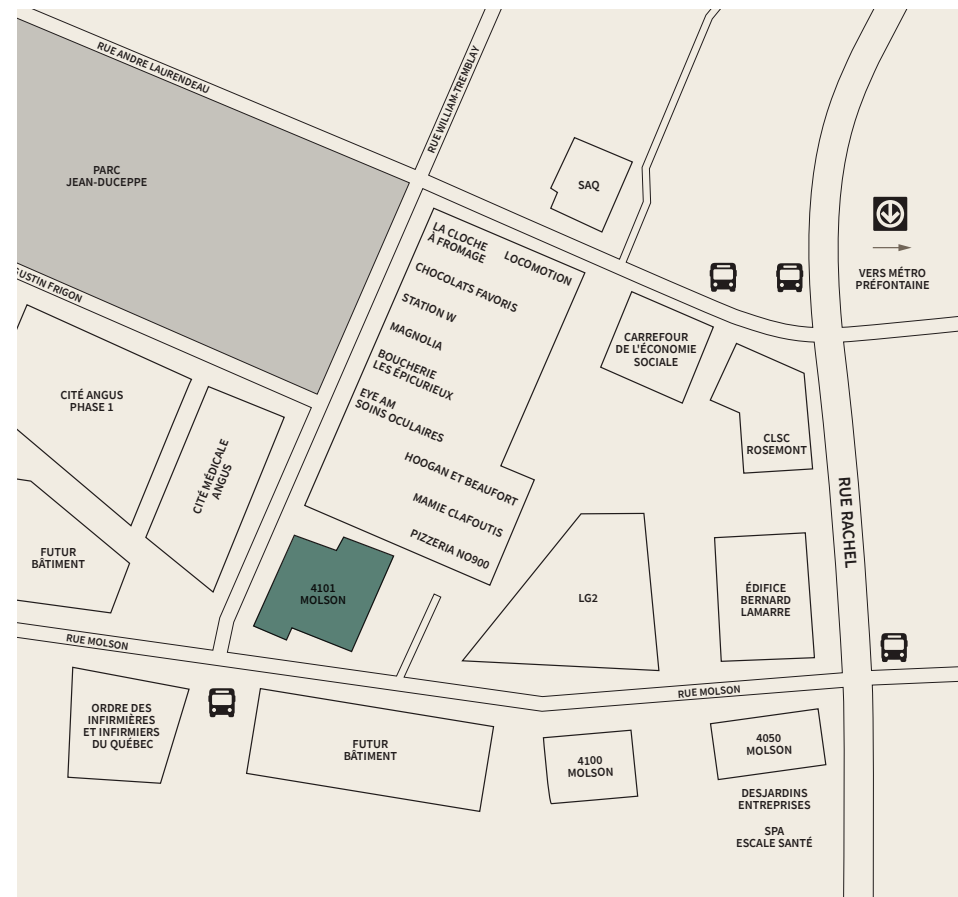 RUE ANDRE LAURENDEAU
RUE WILLIAM-TREMBLAY
PARC
JEAN-DUCEPPE
SAQ
LA CLOCHE
À FROMAGE
LOCOMOTION
CHOCOLATS FAVORIS
STATION W
MAGNOLIA
BOUCHERIE
LES ÉPICURIEUX
EYE AM
SOINS OCULAIRES
HOOGAN ET BEAUFORT
MAMIE CLAFOUTIS
PIZZERIA NO900
VERS MÉTRO
PRÉFONTAINE
USTIN FRIGON
CARREFOUR
DE L'ÉCONOMIE
SOCIALE
CITÉ ANGUS
PHASE 1
CITÉ MÉDICALE
ANGUS
CLSC
ROSEMONT
RUE RACHEL
FUTUR
BÂTIMENT
4101
MOLSON
LG2
ÉDIFICE
BERNARD
LAMARRE
RUE MOLSON
RUE MOLSON
ORDRE DES
INFIRMIÈRES
ET INFIRMIERS
DU QUÉBEC
FUTUR
BÂTIMENT
4100
MOLSON
4050
MOLSON
DESJARDINS
ENTREPRISES
SPA
ESCALE SANTÉ